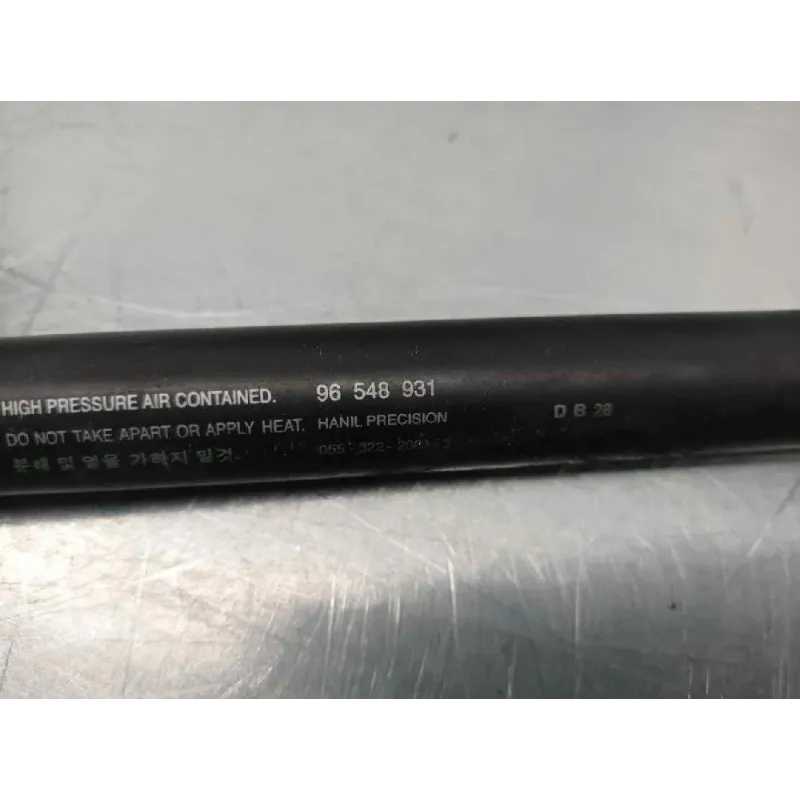 HIGH PRESSURE AIR CONTAINED. 96 548 931
DO NOT TAKE APART OR APPLY HEAT. HANIL PRECISION D B 28
분해 및 열을 가하지 말것.